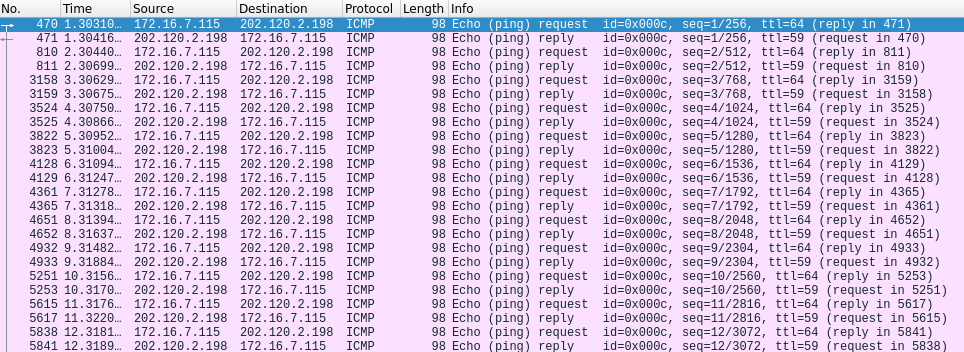 No. Time Source Destination Protocol Length Info
470 1.30310… 172.16.7.115 202.120.2.198 ICMP 98 Echo (ping) request id=0x000c, seq=1/256, ttl=64 (reply in 471)
471 1.30416… 202.120.2.198 172.16.7.115 ICMP 98 Echo (ping) reply id=0x000c, seq=1/256, ttl=59 (request in 470)
810 2.30440… 172.16.7.115 202.120.2.198 ICMP 98 Echo (ping) request id=0x000c, seq=2/512, ttl=64 (reply in 811)
811 2.30699… 202.120.2.198 172.16.7.115 ICMP 98 Echo (ping) reply id=0x000c, seq=2/512, ttl=59 (request in 810)
3158 3.30629… 172.16.7.115 202.120.2.198 ICMP 98 Echo (ping) request id=0x000c, seq=3/768, ttl=64 (reply in 3159)
3159 3.30675… 202.120.2.198 172.16.7.115 ICMP 98 Echo (ping) reply id=0x000c, seq=3/768, ttl=59 (request in 3158)
3524 4.30750… 172.16.7.115 202.120.2.198 ICMP 98 Echo (ping) request id=0x000c, seq=4/1024, ttl=64 (reply in 3525)
3525 4.30866… 202.120.2.198 172.16.7.115 ICMP 98 Echo (ping) reply id=0x000c, seq=4/1024, ttl=59 (request in 3524)
3822 5.30952… 172.16.7.115 202.120.2.198 ICMP 98 Echo (ping) request id=0x000c, seq=5/1280, ttl=64 (reply in 3823)
3823 5.31004… 202.120.2.198 172.16.7.115 ICMP 98 Echo (ping) reply id=0x000c, seq=5/1280, ttl=59 (request in 3822)
4128 6.31094… 172.16.7.115 202.120.2.198 ICMP 98 Echo (ping) request id=0x000c, seq=6/1536, ttl=64 (reply in 4129)
4129 6.31247… 202.120.2.198 172.16.7.115 ICMP 98 Echo (ping) reply id=0x000c, seq=6/1536, ttl=59 (request in 4128)
4361 7.31278… 172.16.7.115 202.120.2.198 ICMP 98 Echo (ping) request id=0x000c, seq=7/1792, ttl=64 (reply in 4365)
4365 7.31318… 202.120.2.198 172.16.7.115 ICMP 98 Echo (ping) reply id=0x000c, seq=7/1792, ttl=59 (request in 4361)
4651 8.31394… 172.16.7.115 202.120.2.198 ICMP 98 Echo (ping) request id=0x000c, seq=8/2048, ttl=64 (reply in 4652)
4652 8.31637… 202.120.2.198 172.16.7.115 ICMP 98 Echo (ping) reply id=0x000c, seq=8/2048, ttl=59 (request in 4651)
4932 9.31482… 172.16.7.115 202.120.2.198 ICMP 98 Echo (ping) request id=0x000c, seq=9/2304, ttl=64 (reply in 4933)
4933 9.31884… 202.120.2.198 172.16.7.115 ICMP 98 Echo (ping) reply id=0x000c, seq=9/2304, ttl=59 (request in 4932)
5251 10.3156… 172.16.7.115 202.120.2.198 ICMP 98 Echo (ping) request id=0x000c, seq=10/2560, ttl=64 (reply in 5253)
5253 10.3170… 202.120.2.198 172.16.7.115 ICMP 98 Echo (ping) reply id=0x000c, seq=10/2560, ttl=59 (request in 5251)
5615 11.3176… 172.16.7.115 202.120.2.198 ICMP 98 Echo (ping) request id=0x000c, seq=11/2816, ttl=64 (reply in 5617)
5617 11.3220… 202.120.2.198 172.16.7.115 ICMP 98 Echo (ping) reply id=0x000c, seq=11/2816, ttl=59 (request in 5615)
5838 12.3181… 172.16.7.115 202.120.2.198 ICMP 98 Echo (ping) request id=0x000c, seq=12/3072, ttl=64 (reply in 5841)
5841 12.3189… 202.120.2.198 172.16.7.115 ICMP 98 Echo (ping) reply id=0x000c, seq=12/3072, ttl=59 (request in 5838)